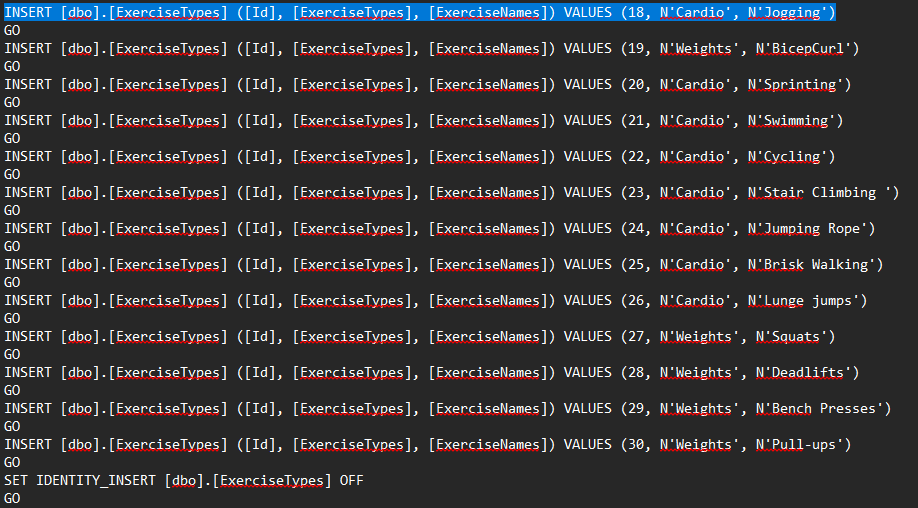 INSERT [dbo].[ExerciseTypes] ([Id], [ExerciseTypes], [ExerciseNames]) VALUES (18, N'Cardio', N'Jogging')
GO
INSERT [dbo].[ExerciseTypes] ([Id], [ExerciseTypes], [ExerciseNames]) VALUES (19, N'Weights', N'BicepCurl')
GO
INSERT [dbo].[ExerciseTypes] ([Id], [ExerciseTypes], [ExerciseNames]) VALUES (20, N'Cardio', N'Sprinting')
GO
INSERT [dbo].[ExerciseTypes] ([Id], [ExerciseTypes], [ExerciseNames]) VALUES (21, N'Cardio', N'Swimming')
GO
INSERT [dbo].[ExerciseTypes] ([Id], [ExerciseTypes], [ExerciseNames]) VALUES (22, N'Cardio', N'Cycling')
GO
INSERT [dbo].[ExerciseTypes] ([Id], [ExerciseTypes], [ExerciseNames]) VALUES (23, N'Cardio', N'Stair Climbing ')
GO
INSERT [dbo].[ExerciseTypes] ([Id], [ExerciseTypes], [ExerciseNames]) VALUES (24, N'Cardio', N'Jumping Rope')
GO
INSERT [dbo].[ExerciseTypes] ([Id], [ExerciseTypes], [ExerciseNames]) VALUES (25, N'Cardio', N'Brisk Walking')
GO
INSERT [dbo].[ExerciseTypes] ([Id], [ExerciseTypes], [ExerciseNames]) VALUES (26, N'Cardio', N'Lunge jumps')
GO
INSERT [dbo].[ExerciseTypes] ([Id], [ExerciseTypes], [ExerciseNames]) VALUES (27, N'Weights', N'Squats')
GO
INSERT [dbo].[ExerciseTypes] ([Id], [ExerciseTypes], [ExerciseNames]) VALUES (28, N'Weights', N'Deadlifts')
GO
INSERT [dbo].[ExerciseTypes] ([Id], [ExerciseTypes], [ExerciseNames]) VALUES (29, N'Weights', N'Bench Presses')
GO
INSERT [dbo].[ExerciseTypes] ([Id], [ExerciseTypes], [ExerciseNames]) VALUES (30, N'Weights', N'Pull-ups')
GO
SET IDENTITY_INSERT [dbo].[ExerciseTypes] OFF
GO